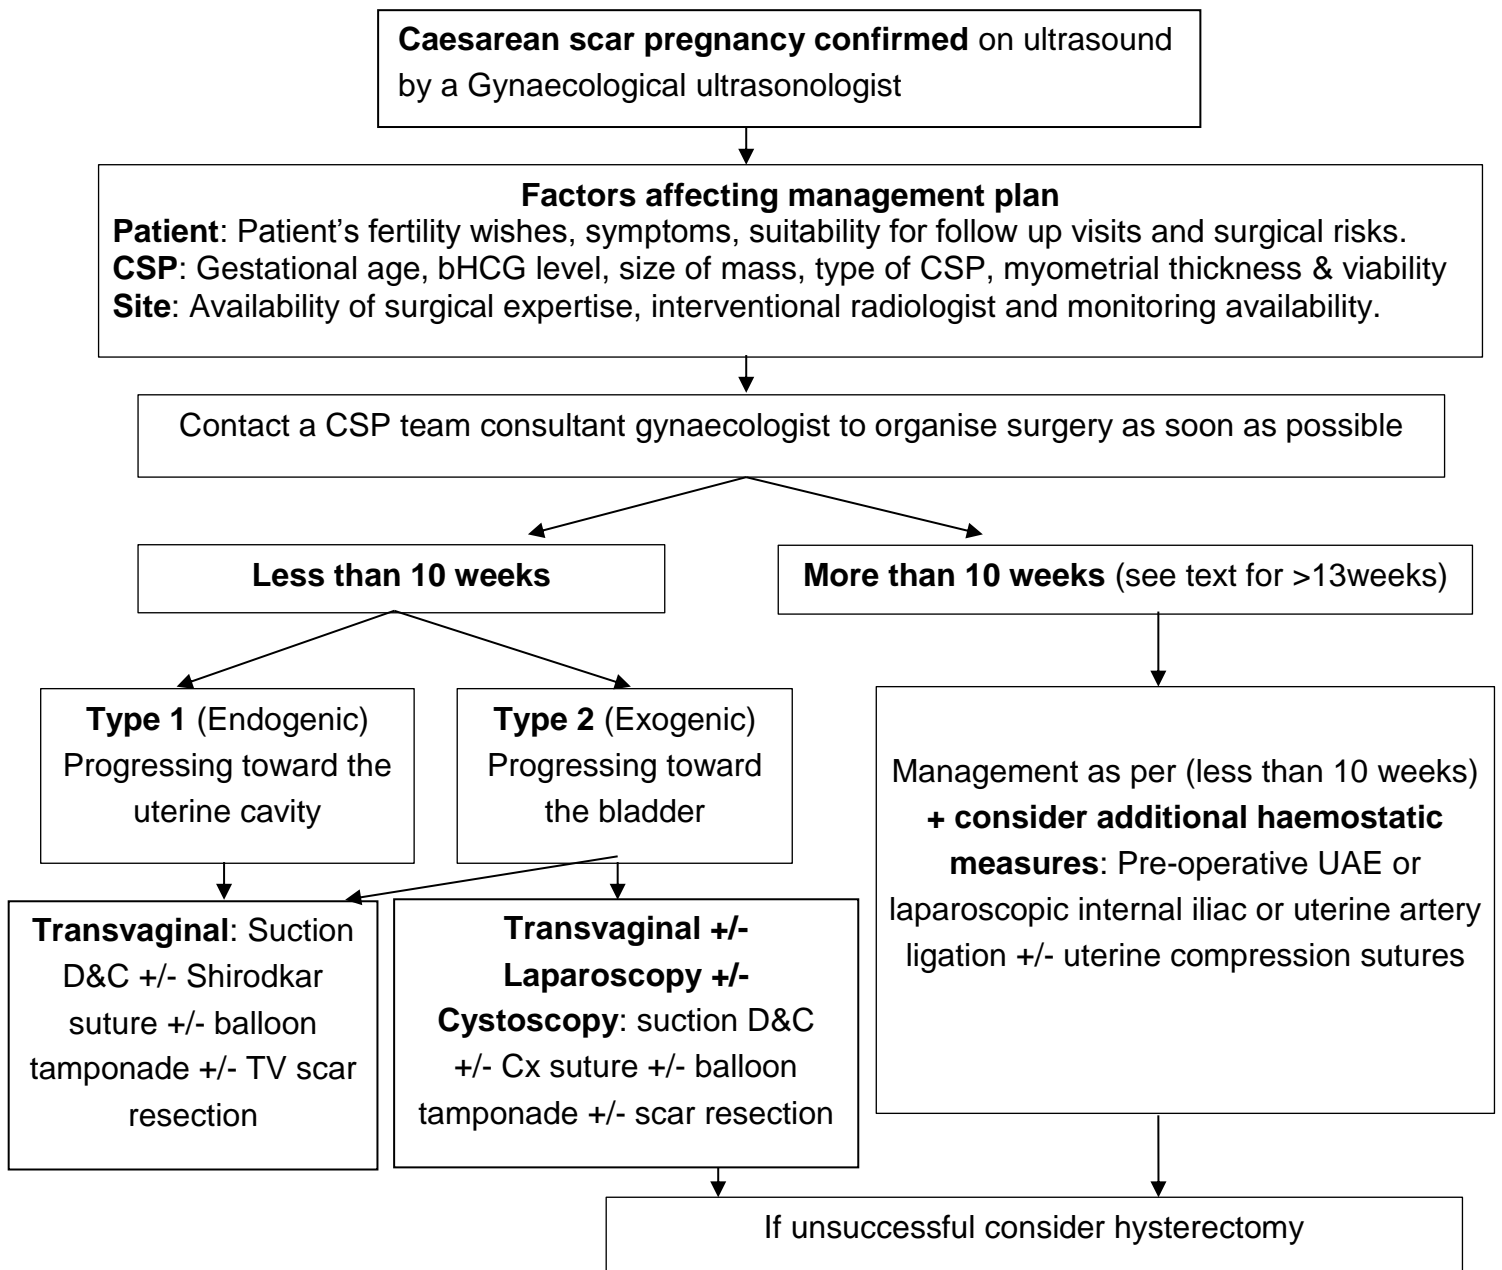 Caesarean scar pregnancy confirmed on ultrasound
by a Gynaecological ultrasonologist
Factors affecting management plan
Patient: Patient’s fertility wishes, symptoms, suitability for follow up visits and surgical risks.
CSP: Gestational age, bHCG level, size of mass, type of CSP, myometrial thickness & viability
Site: Availability of surgical expertise, interventional radiologist and monitoring availability.
Contact a CSP team consultant gynaecologist to organise surgery as soon as possible
Less than 10 weeks
More than 10 weeks (see text for >13weeks)
Type 1 (Endogenic)
Progressing toward the
uterine cavity
Type 2 (Exogenic)
Progressing toward
the bladder
Management as per (less than 10 weeks)
+ consider additional haemostatic
measures: Pre-operative UAE or
laparoscopic internal iliac or uterine artery
ligation +/- uterine compression sutures
Transvaginal: Suction
D&C +/- Shirodkar
suture +/- balloon
tamponade +/- TV scar
resection
Transvaginal +/-
Laparoscopy +/-
Cystoscopy: suction D&C
+/- Cx suture +/- balloon
tamponade +/- scar resection
If unsuccessful consider hysterectomy